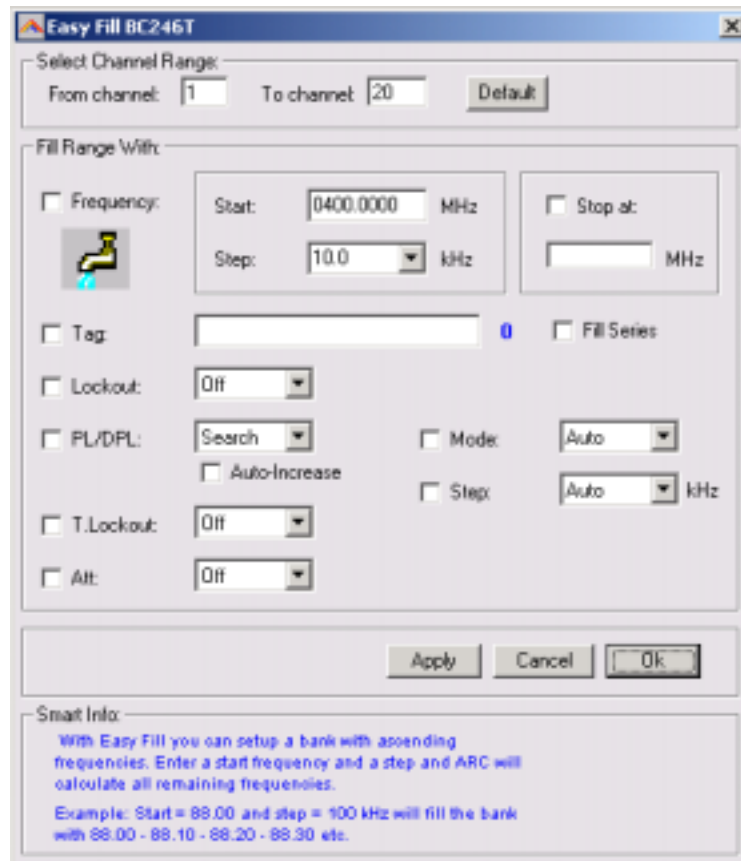 Easy Fill BC246T
Select Channel Range:
From channel: 1 To channel: 20 Default
Fill Range With:
Frequency: Start: 0400.0000 MHz Stop at:
Step: 10.0 kHz MHz
Tag: 0 Fill Series
Lockout: Off
PL/DPL: Search Mode: Auto
Auto-Increase
Step: Auto kHz
T.Lockout: Off
Att: Off
Apply Cancel Ok
Smart Info:
With Easy Fill you can setup a bank with ascending
frequencies. Enter a start frequency and a step and ARC will
calculate all remaining frequencies.
Example: Start = 88.00 and step = 100 kHz will fill the bank
with 88.00 - 88.10 - 88.20 - 88.30 etc.